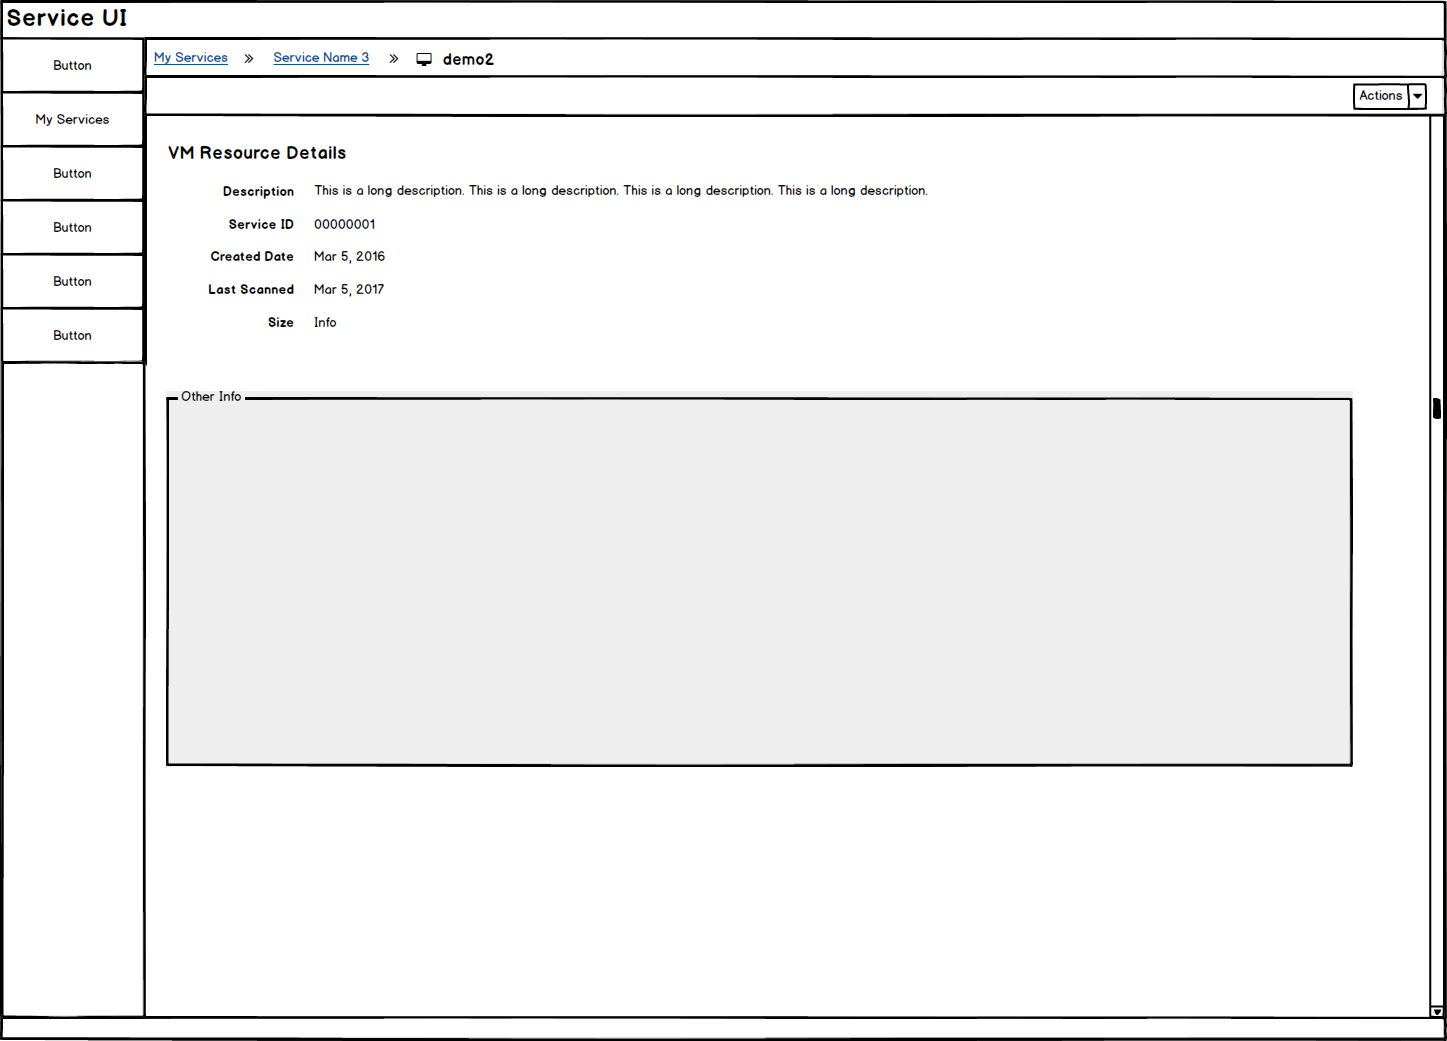 Service UI
Button
My Services
Button
Button
Button
Button
My Services » Service Name 3 » demo2
Actions
VM Resource Details
Description This is a long description. This is a long description. This is a long description. This is a long description.
Service ID 00000001
Created Date Mar 5, 2016
Last Scanned Mar 5, 2017
Size Info
Other Info